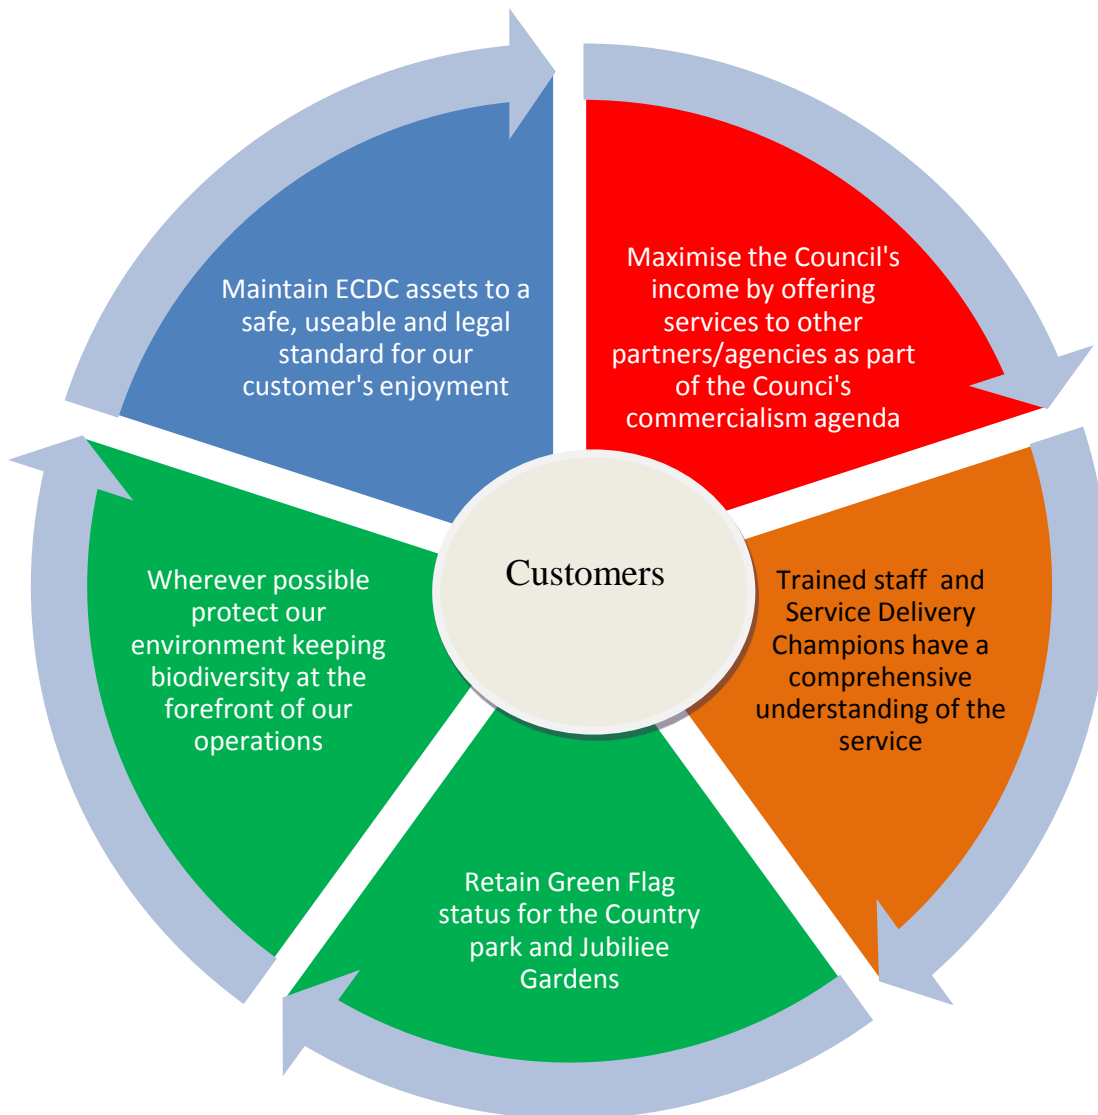 Maintain ECDC assets to a
safe, useable and legal
standard for our
customer's enjoyment
Maximise the Council's
income by offering
services to other
partners/agencies as part
of the Counci's
commercialism agenda
Customers
Wherever possible
protect our
environment keeping
biodiversity at the
forefront of our
operations
Trained staff  and
Service Delivery
Champions have a
comprehensive
understanding of the
service
Retain Green Flag
status for the Country
park and Jubiliee
Gardens